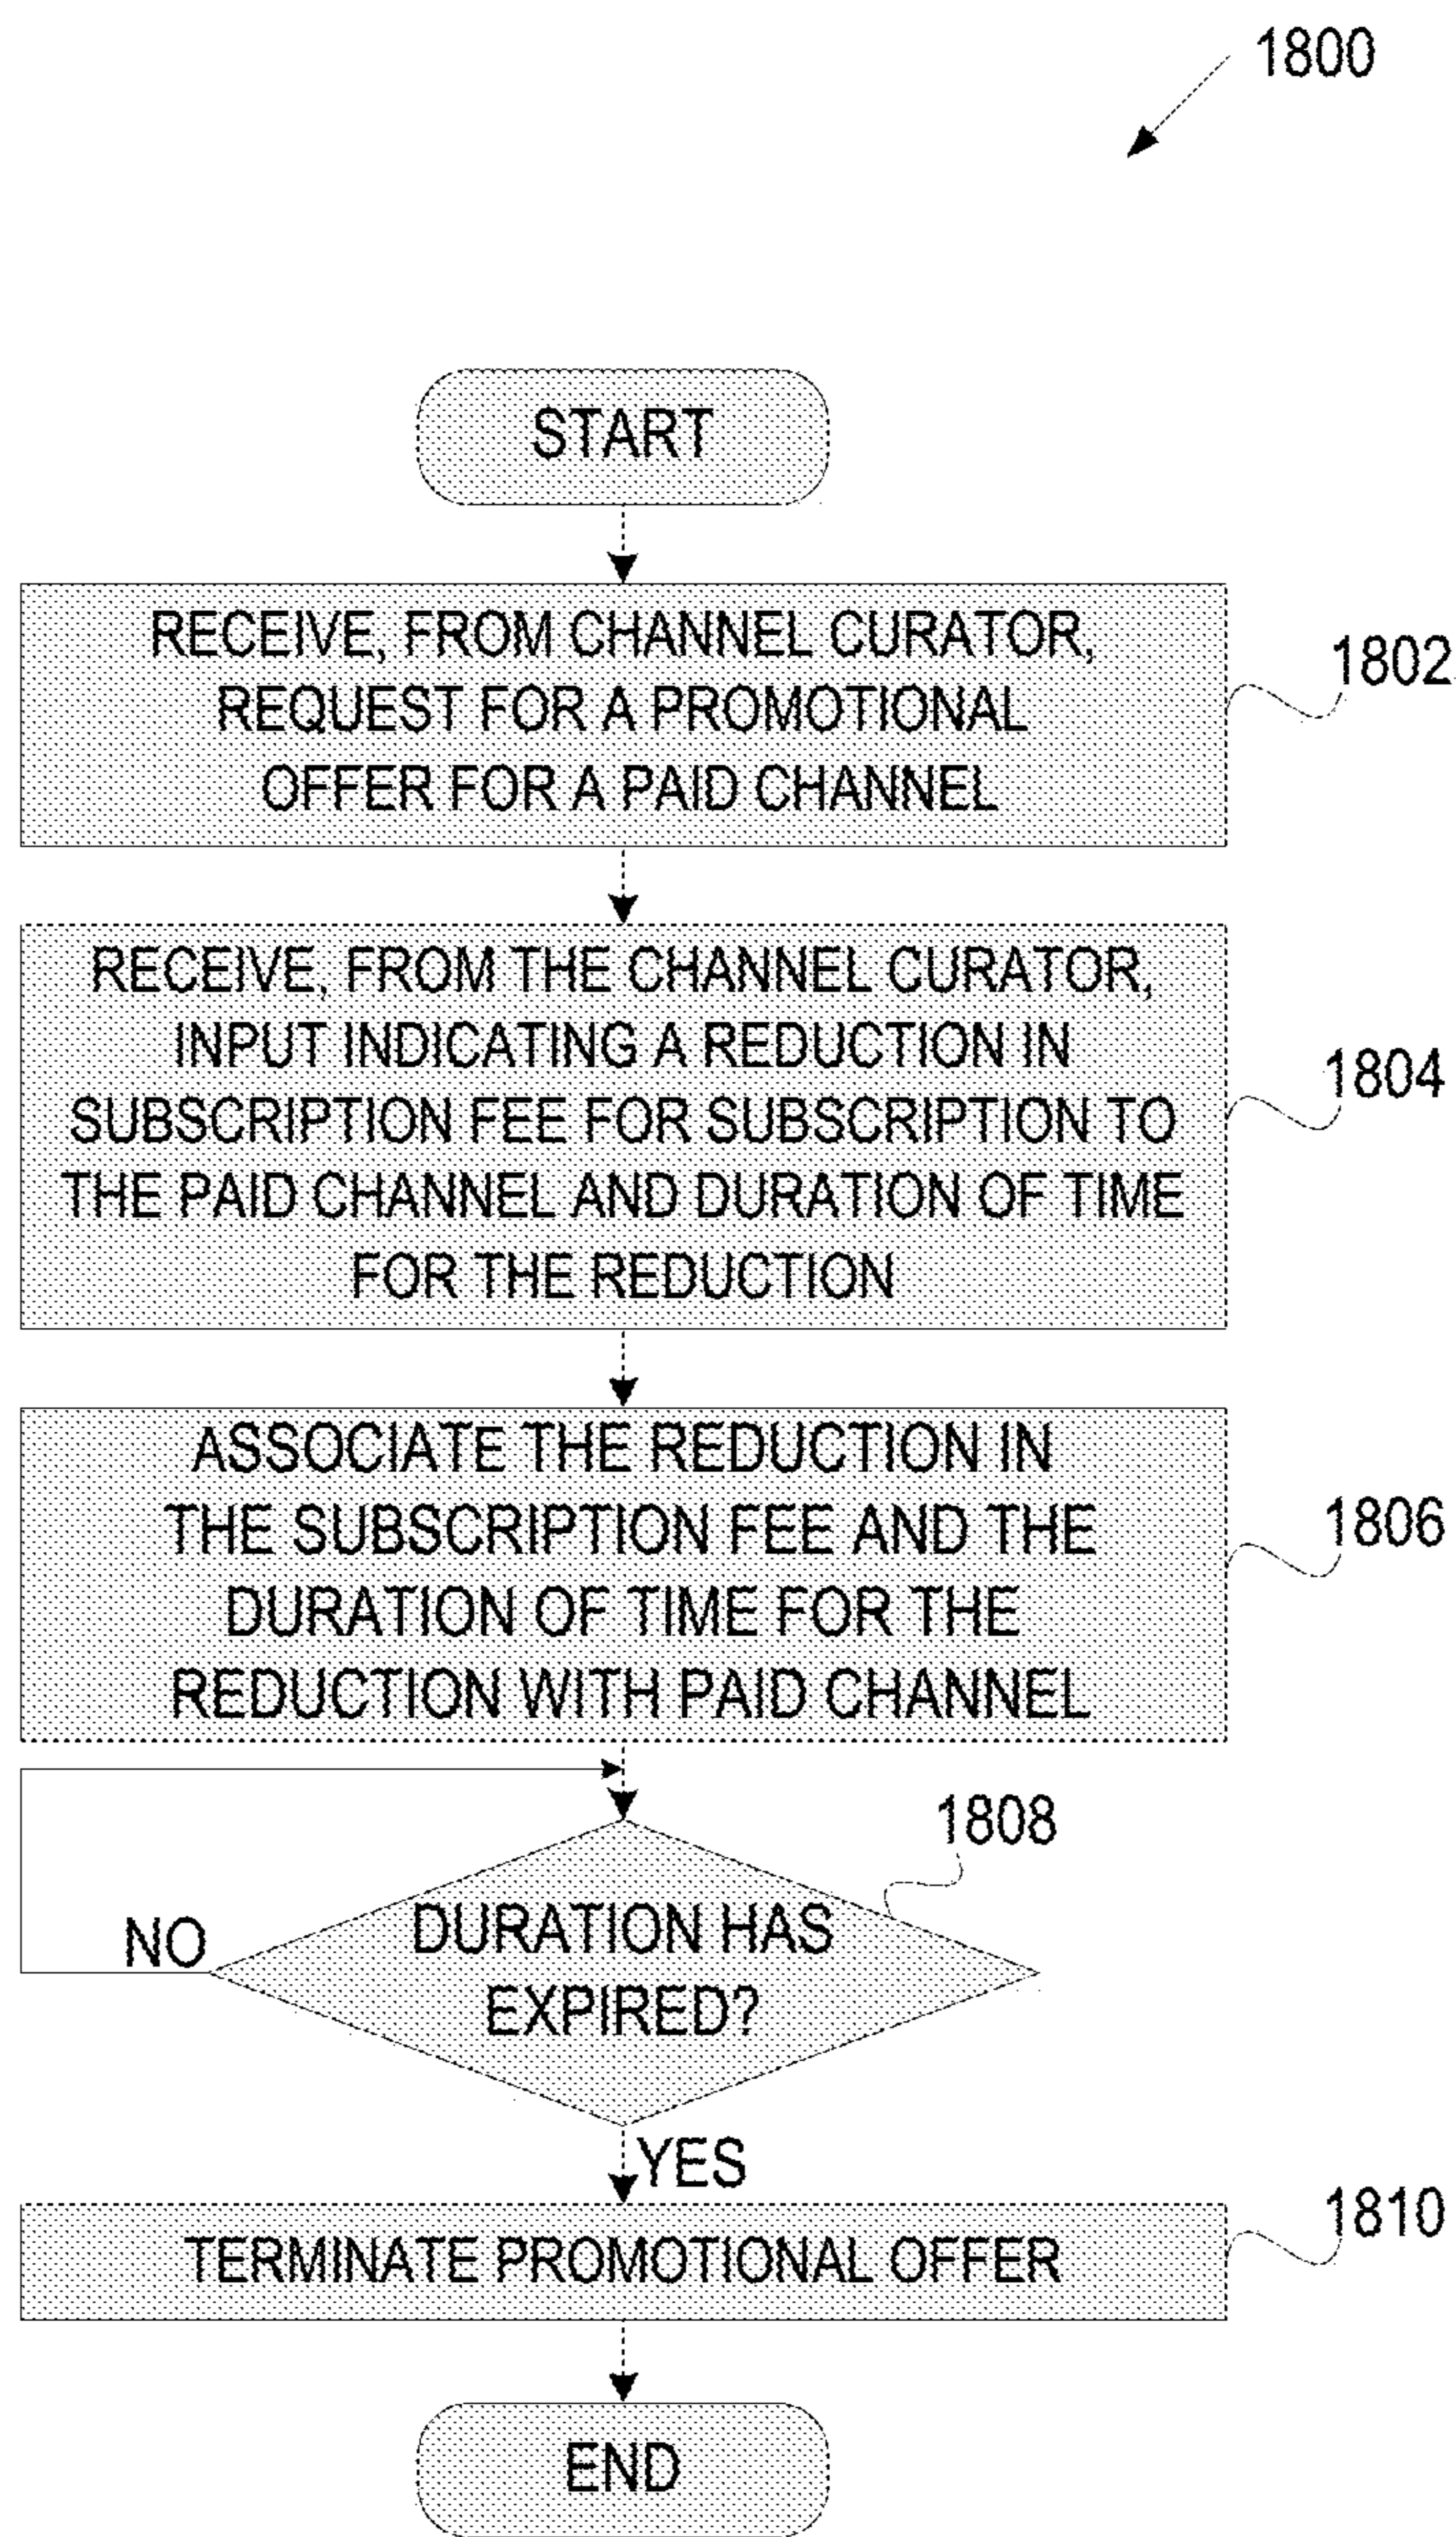 1800
START
RECEIVE, FROM CHANNEL CURATOR,
REQUEST FOR A PROMOTIONAL
OFFER FOR A PAID CHANNEL
1802
RECEIVE, FROM THE CHANNEL CURATOR,
INPUT INDICATING A REDUCTION IN
SUBSCRIPTION FEE FOR SUBSCRIPTION TO
THE PAID CHANNEL AND DURATION OF TIME
FOR THE REDUCTION
1804
ASSOCIATE THE REDUCTION IN
THE SUBSCRIPTION FEE AND THE
DURATION OF TIME FOR THE
REDUCTION WITH PAID CHANNEL
1806
1808
DURATION HAS
EXPIRED?
NO
YES
TERMINATE PROMOTIONAL OFFER
1810
END